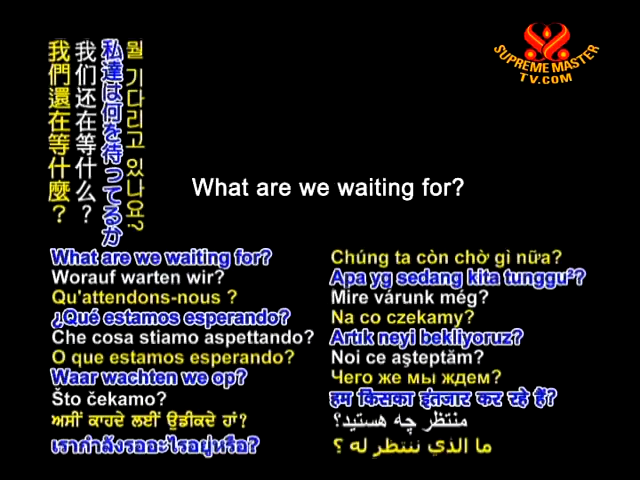 SUPREME MASTER
TV.COM
我們還在等什麼？
我们还在等什么？
私達は何を待ってるか
뭘 기다리고 있나요?
What are we waiting for?
What are we waiting for?
Worauf warten wir?
Qu'attendons-nous ?
¿Qué estamos esperando?
Che cosa stiamo aspettando?
O que estamos esperando?
Waar wachten we op?
Što čekamo?
ਅਸੀਂ ਕਾਹਦੇ ਲਈਂ ਉਡੀਕਦੇ ਹਾਂ?
เรากำลังรออะไรอยู่หรือ?
Chúng ta còn chờ gì nữa?
Apa yg sedang kita tunggu²?
Mire várunk még?
Na co czekamy?
Artık neyi bekliyoruz?
Noi ce aşteptăm?
Чего же мы ждем?
हम किसका इंतजार कर रहे हैं?
منتظر چه هستید؟
ما الذي ننتظر له ؟